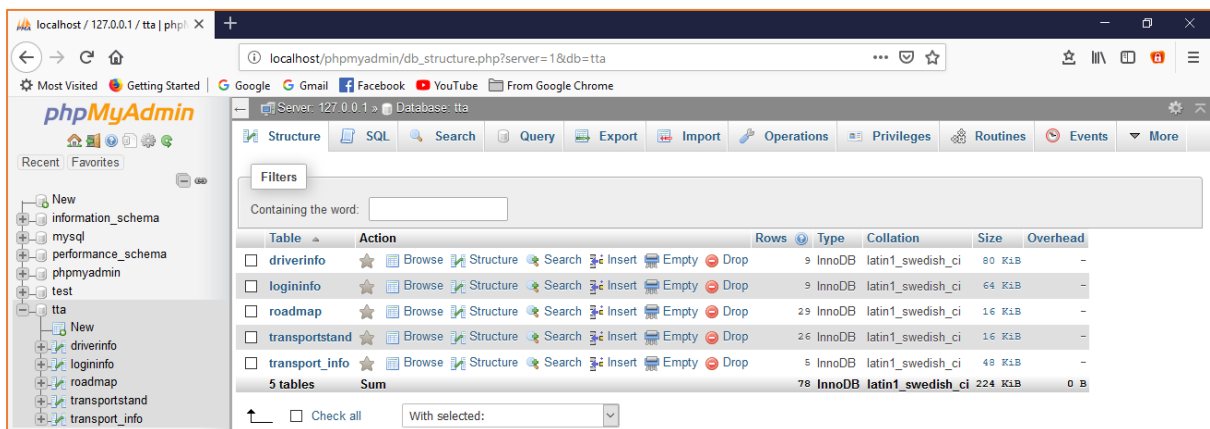 localhost / 127.0.0.1 / tta | phpM
localhost/phpmyadmin/db_structure.php?server=1&db=tta
Most Visited Getting Started Google Gmail Facebook YouTube From Google Chrome
phpMyAdmin
Recent Favorites
New
information_schema
mysql
performance_schema
phpmyadmin
test
tta
New
driverinfo
logininfo
roadmap
transportstand
transport_info
Server: 127.0.0.1 » Database: tta
Structure SQL Search Query Export Import Operations Privileges Routines Events More
Filters
Containing the word:
Table Action Rows Type Collation Size Overhead
driverinfo Browse Structure Search Insert Empty Drop 9 InnoDB latin1_swedish_ci 80 KiB -
logininfo Browse Structure Search Insert Empty Drop 9 InnoDB latin1_swedish_ci 64 KiB -
roadmap Browse Structure Search Insert Empty Drop 29 InnoDB latin1_swedish_ci 16 KiB -
transportstand Browse Structure Search Insert Empty Drop 26 InnoDB latin1_swedish_ci 16 KiB -
transport_info Browse Structure Search Insert Empty Drop 5 InnoDB latin1_swedish_ci 48 KiB -
5 tables Sum 78 InnoDB latin1_swedish_ci 224 KiB 0 B
Check all With selected: